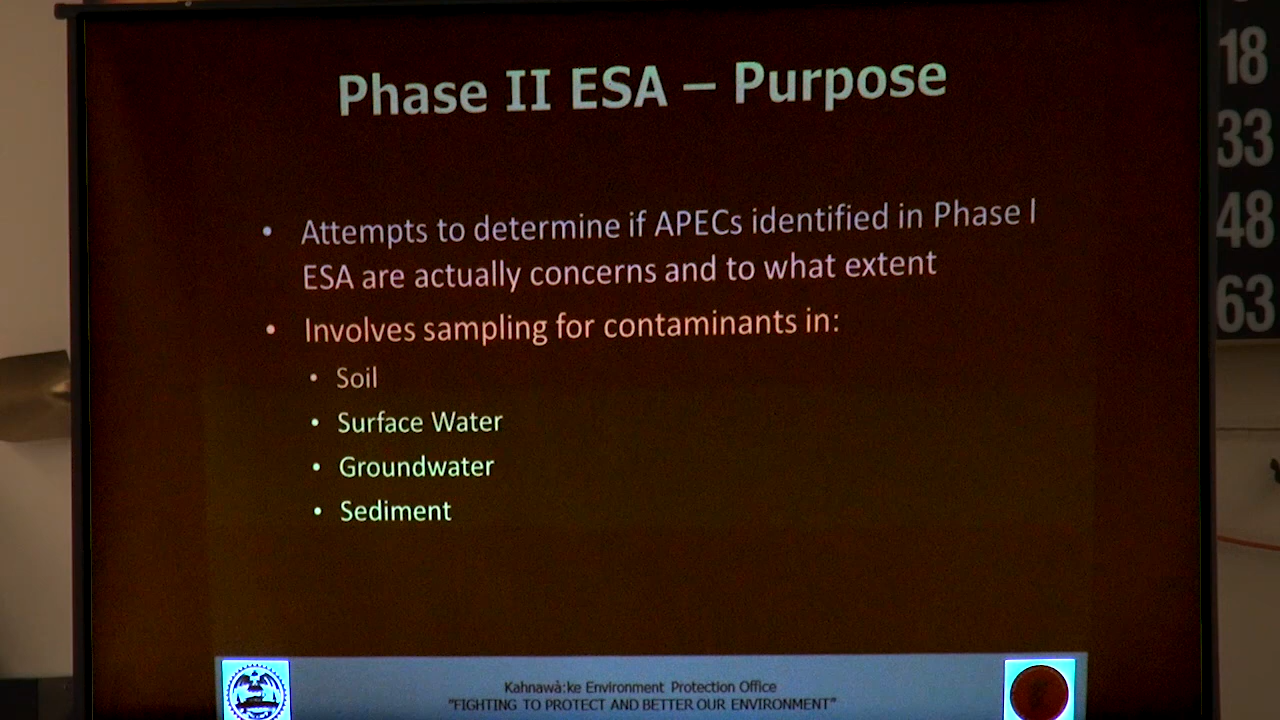 Phase II ESA – Purpose
• Attempts to determine if APECs identified in Phase I
ESA are actually concerns and to what extent
• Involves sampling for contaminants in:
• Soil
• Surface Water
• Groundwater
• Sediment
Kahnawà:ke Environment Protection Office
"FIGHTING TO PROTECT AND BETTER OUR ENVIRONMENT"
18
33
48
63